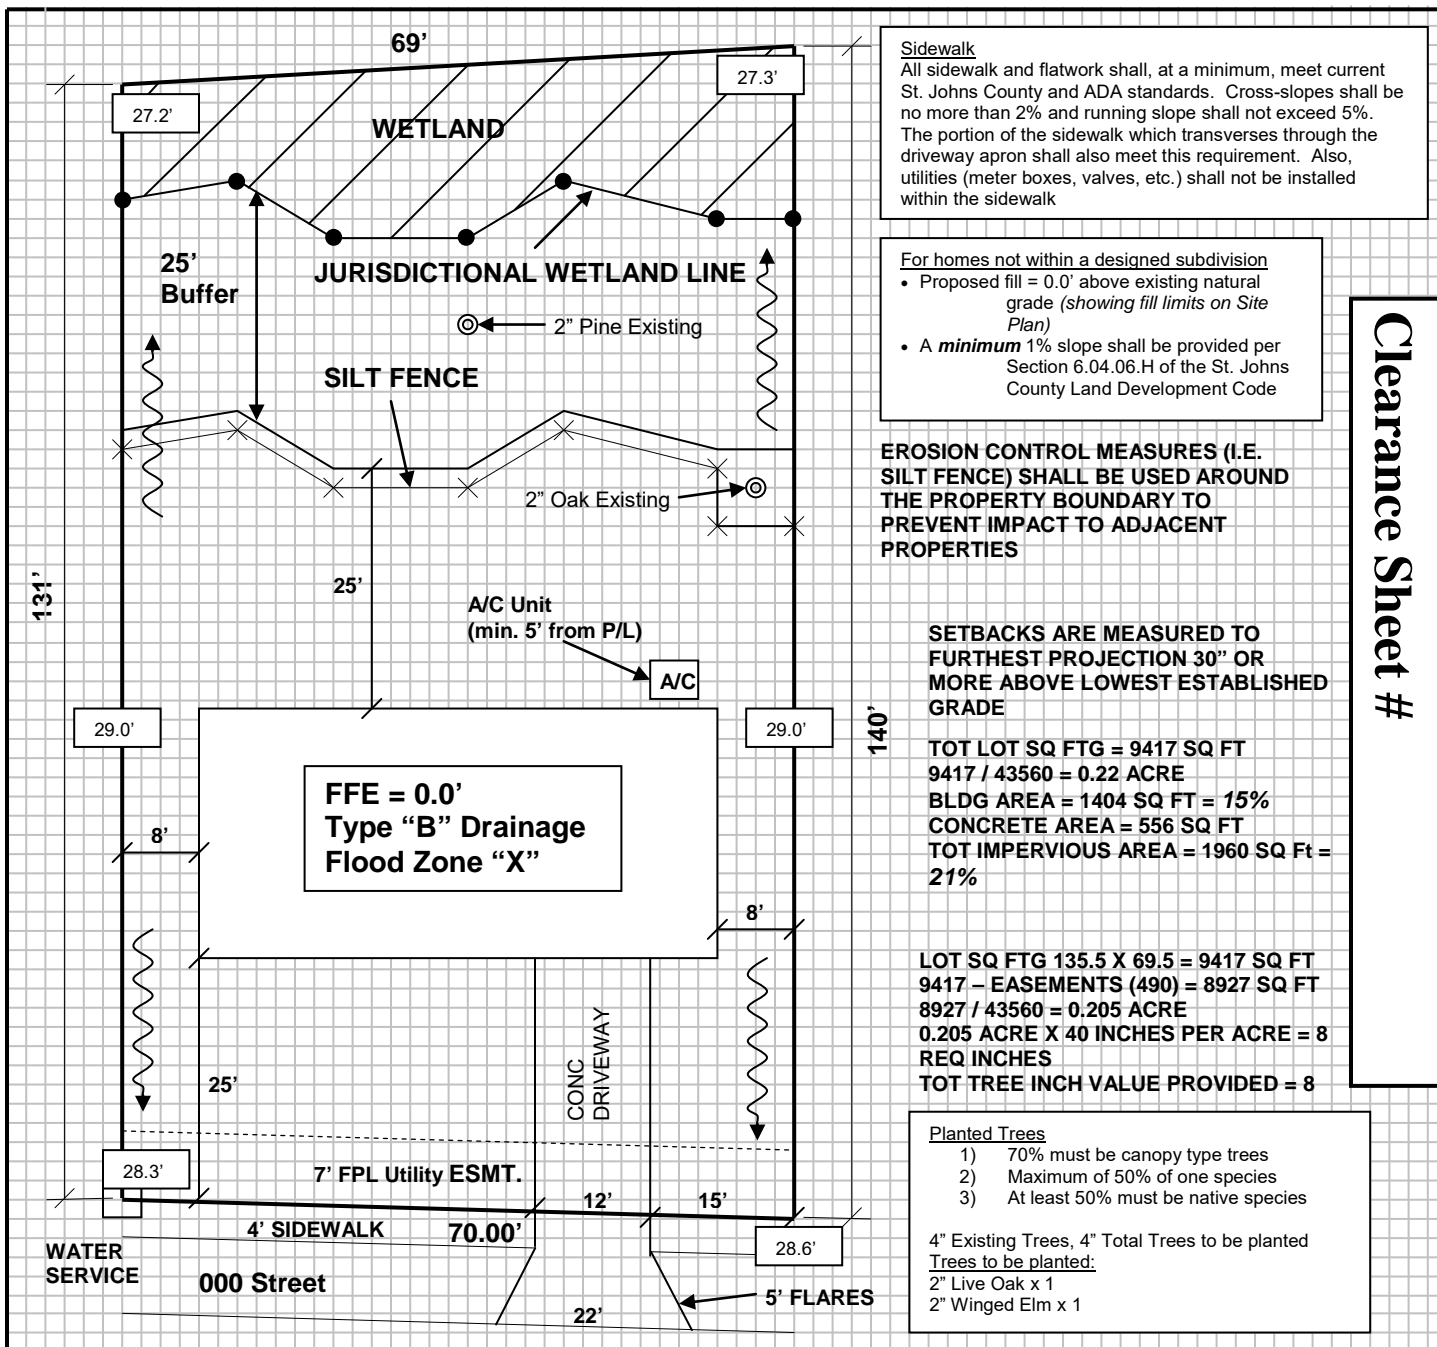 69’
27.2’
27.3’
WETLAND
25’
Buffer
JURISDICTIONAL WETLAND LINE
2” Pine Existing
SILT FENCE
2” Oak Existing
131’
25’
A/C Unit
(min. 5’ from P/L)
A/C
29.0’
29.0’
140’
FFE = 0.0’
Type “B” Drainage
Flood Zone “X”
8’
8’
25’
CONC
DRIVEWAY
28.3’
7’ FPL Utility ESMT.
12’
15’
4’ SIDEWALK
70.00’
28.6’
WATER
SERVICE
000 Street
5’ FLARES
22’
Sidewalk
All sidewalk and flatwork shall, at a minimum, meet current
St. Johns County and ADA standards. Cross-slopes shall be
no more than 2% and running slope shall not exceed 5%.
The portion of the sidewalk which transverses through the
driveway apron shall also meet this requirement. Also,
utilities (meter boxes, valves, etc.) shall not be installed
within the sidewalk
For homes not within a designed subdivision
• Proposed fill = 0.0’ above existing natural
grade (showing fill limits on Site
Plan)
• A minimum 1% slope shall be provided per
Section 6.04.06.H of the St. Johns
County Land Development Code
EROSION CONTROL MEASURES (I.E.
SILT FENCE) SHALL BE USED AROUND
THE PROPERTY BOUNDARY TO
PREVENT IMPACT TO ADJACENT
PROPERTIES
SETBACKS ARE MEASURED TO
FURTHEST PROJECTION 30” OR
MORE ABOVE LOWEST ESTABLISHED
GRADE
TOT LOT SQ FTG = 9417 SQ FT
9417 / 43560 = 0.22 ACRE
BLDG AREA = 1404 SQ FT = 15%
CONCRETE AREA = 556 SQ FT
TOT IMPERVIOUS AREA = 1960 SQ Ft =
21%
LOT SQ FTG 135.5 X 69.5 = 9417 SQ FT
9417 – EASEMENTS (490) = 8927 SQ FT
8927 / 43560 = 0.205 ACRE
0.205 ACRE X 40 INCHES PER ACRE = 8
REQ INCHES
TOT TREE INCH VALUE PROVIDED = 8
Planted Trees
1) 70% must be canopy type trees
2) Maximum of 50% of one species
3) At least 50% must be native species
4” Existing Trees, 4” Total Trees to be planted
Trees to be planted:
2” Live Oak x 1
2” Winged Elm x 1
Clearance Sheet #